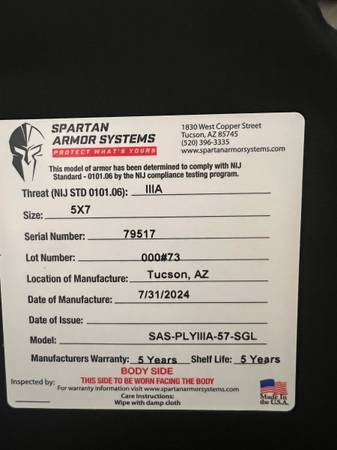 SPARTAN
ARMOR SYSTEMS
PROTECT WHAT'S YOURS
1830 West Copper Street
Tucson, AZ 85745
(520) 396-3335
www.spartanarmorsystems.com
This model of armor has been determined to comply with NIJ
Standard - 0101.06 by the NIJ compliance testing program.
Threat (NIJ STD 0101.06): IIIA
Size: 5X7
Serial Number: 79517
Lot Number: 000#73
Location of Manufacture: Tucson, AZ
Date of Manufacture: 7/31/2024
Date of Issue:
Model: SAS-PLYIIIA-57-SGL
Manufacturers Warranty: 5 Years Shelf Life: 5 Years
BODY SIDE
THIS SIDE TO BE WORN FACING THE BODY
Inspected by:
For warranty information visit www.spartanarmorsystems.com
Care Instructions:
Wipe with damp cloth
Made In
the U.S.A.